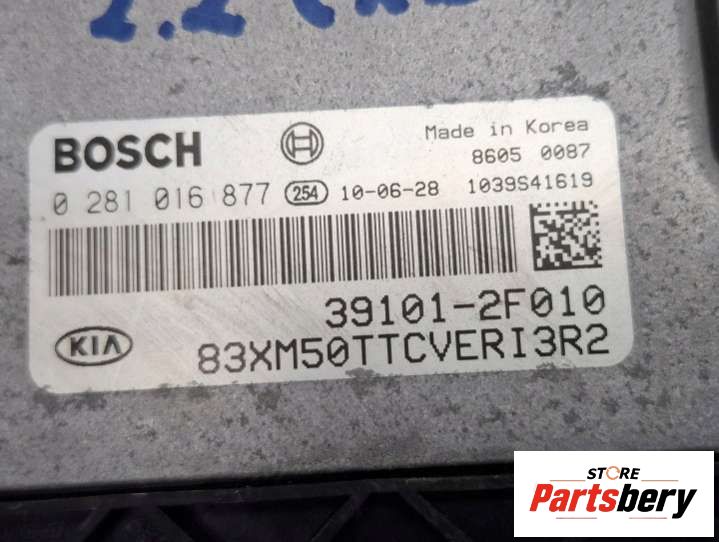 BOSCH
Made in Korea
8605 0087
0 281 016 877 254 10-06-28 1039S41619
39101-2F010
KIA
83XM50TTCVERI3R2
STORE
Partsbery